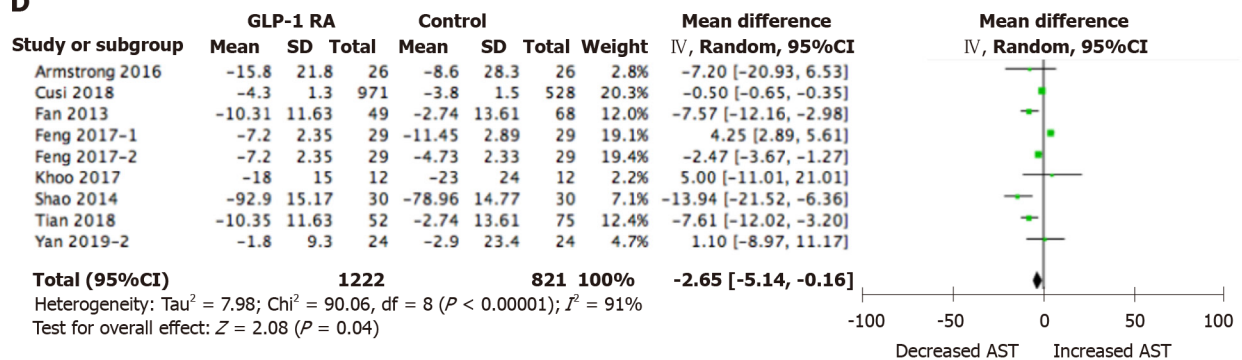 D
GLP-1 RA Control Mean difference Mean difference
Study or subgroup Mean SD Total Mean SD Total Weight IV, Random, 95%CI IV, Random, 95%CI
Armstrong 2016 -15.8 21.8 26 -8.6 28.3 26 2.8% -7.20 [-20.93, 6.53]
Cusi 2018 -4.3 1.3 971 -3.8 1.5 528 20.3% -0.50 [-0.65, -0.35]
Fan 2013 -10.31 11.63 49 -2.74 13.61 68 12.0% -7.57 [-12.16, -2.98]
Feng 2017-1 -7.2 2.35 29 -11.45 2.89 29 19.1% 4.25 [2.89, 5.61]
Feng 2017-2 -7.2 2.35 29 -4.73 2.33 29 19.4% -2.47 [-3.67, -1.27]
Khoo 2017 -18 15 12 -23 24 12 2.2% 5.00 [-11.01, 21.01]
Shao 2014 -92.9 15.17 30 -78.96 14.77 30 7.1% -13.94 [-21.52, -6.36]
Tian 2018 -10.35 11.63 52 -2.74 13.61 75 12.4% -7.61 [-12.02, -3.20]
Yan 2019-2 -1.8 9.3 24 -2.9 23.4 24 4.7% 1.10 [-8.97, 11.17]
Total (95%CI) 1222 821 100% -2.65 [-5.14, -0.16]
Heterogeneity: Tau² = 7.98; Chi² = 90.06, df = 8 (P < 0.00001); I² = 91%
Test for overall effect: Z = 2.08 (P = 0.04)
-100 -50 0 50 100
Decreased AST Increased AST